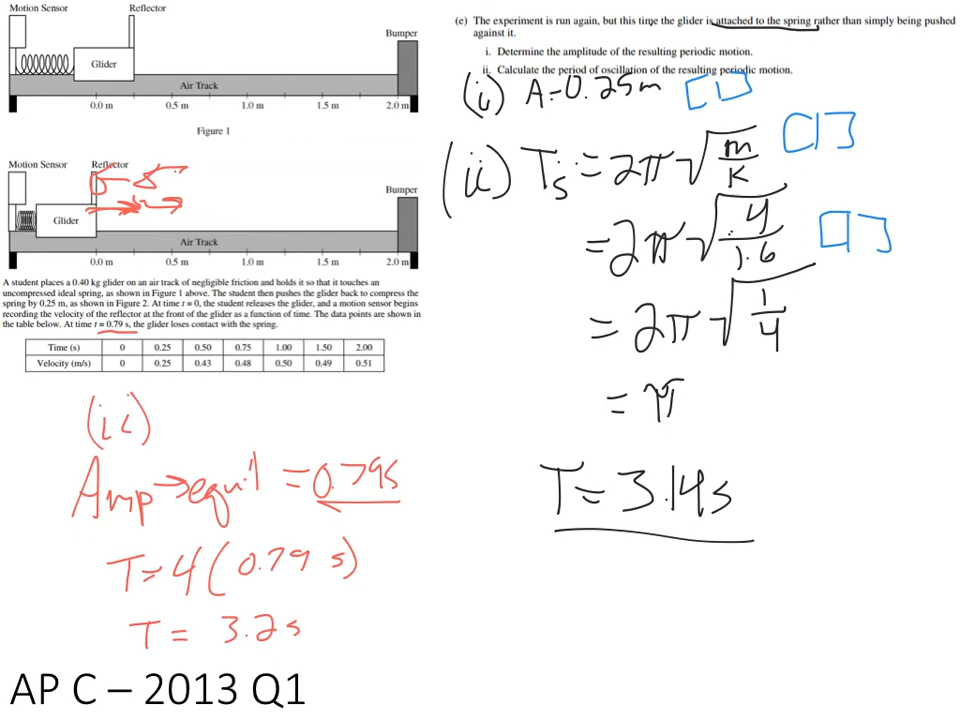 Motion Sensor
Reflector
Bumper
Glider
Air Track
0.0 m
0.5 m
1.0 m
1.5 m
2.0 m
Figure 1
Motion Sensor
Reflector
Bumper
Glider
Air Track
0.0 m
0.5 m
1.0 m
1.5 m
2.0 m
A student places a 0.40 kg glider on an air track of negligible friction and holds it so that it touches an
uncompressed ideal spring, as shown in Figure 1 above. The student then pushes the glider back to compress the
spring by 0.25 m, as shown in Figure 2. At time t = 0, the student releases the glider, and a motion sensor begins
recording the velocity of the reflector at the front of the glider as a function of time. The data points are shown in
the table below. At time t = 0.79 s, the glider loses contact with the spring.
Time (s) 0 0.25 0.50 0.75 1.00 1.50 2.00
Velocity (m/s) 0 0.25 0.43 0.48 0.50 0.49 0.51
(ii)
Amp → equil = 0.79s
T = 4(0.79 s)
T = 3.2s
AP C – 2013 Q1
(e) The experiment is run again, but this time the glider is attached to the spring rather than simply being pushed
against it.
i. Determine the amplitude of the resulting periodic motion.
ii. Calculate the period of oscillation of the resulting periodic motion.
(i) A=0.25m [1]
(ii) Ts = 2π√(m/k) [1]
= 2π√(.4/1.6) [1]
= 2π√(1/4)
= π
T = 3.14s